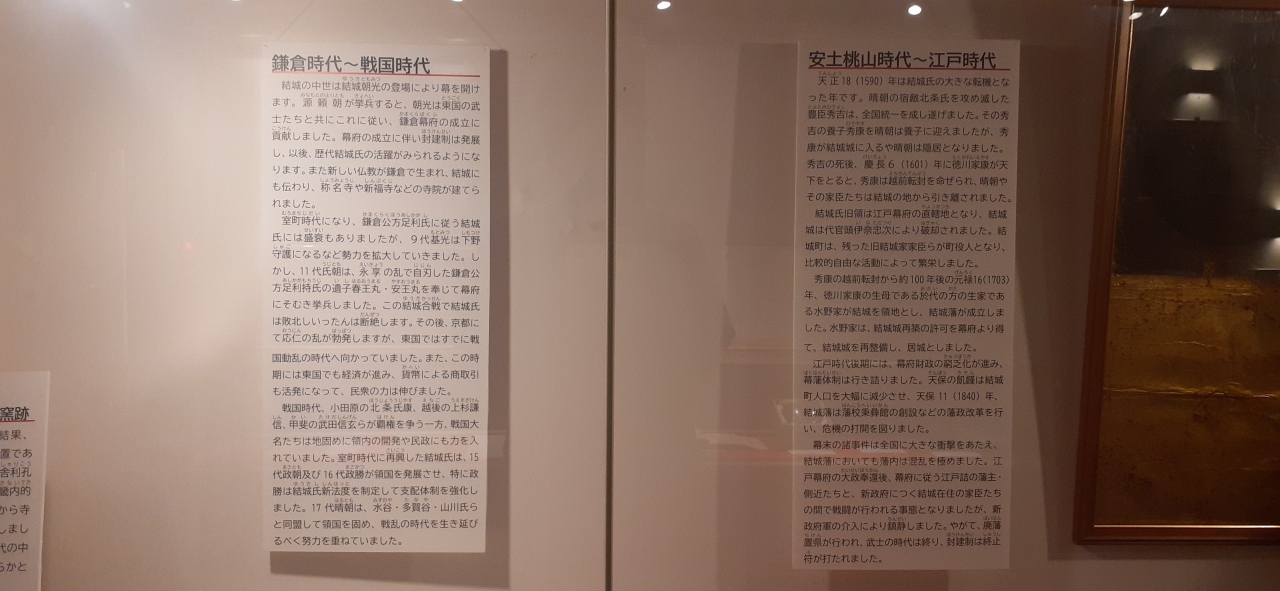 鎌倉時代～戦国時代
結城の中世は結城朝光の登場により幕を開け
ます。源頼朝が挙兵すると、朝光は東国の武
士たちと共にこれに従い、鎌倉幕府の成立に
貢献しました。幕府の成立に伴い封建制は発展
し、以後、歴代結城氏の活躍がみられるようにな
ります。また新しい仏教が鎌倉で生まれ、結城に
も伝わり、称名寺や新福寺などの寺院が建てら
れました。
室町時代になり、鎌倉公方足利氏に従う結城
氏には盛衰もありましたが、９代基光は下野
守護になるなど勢力を拡大していきました。し
かし、11代氏朝は、永享の乱で自刃した鎌倉公
方足利持氏の遺子春王丸・安王丸を奉じて幕府
にそむき挙兵しました。この結城合戦で結城氏
は敗北しいったんは断絶します。その後、京都に
て応仁の乱が勃発しますが、東国ではすでに戦
国動乱の時代へ向かっていました。また、この時
期には東国でも経済が進み、貨幣による商取引
も活発になって、民衆の力は伸びました。
戦国時代、小田原の北条氏康、越後の上杉謙
信、甲斐の武田信玄らが覇権を争う一方、戦国大
名たちは地固めに領内の開発や民政にも力を入
れていました。室町時代に再興した結城氏は、15
代政朝及び16代政勝が領国を発展させ、特に政
勝は結城氏新法度を制定して支配体制を強化し
ました。17代晴朝は、水谷・多賀谷・山川氏ら
と同盟して領国を固め、戦乱の時代を生き延び
るべく努力を重ねていました。
安土桃山時代～江戸時代
天正18（1590）年は結城氏の大きな転機とな
った年です。晴朝の宿敵北条氏を攻め滅した
豊臣秀吉は、全国統一を成し遂げました。その秀
吉の養子秀康を晴朝は養子に迎えましたが、秀
康が結城城に入るや晴朝は隠居となりました。
秀吉の死後、慶長６（1601）年に徳川家康が天
下をとると、秀康は越前転封を命ぜられ、晴朝や
その家臣たちは結城の地から引き離されました。
結城氏旧領は江戸幕府の直轄地となり、結城
城は代官頭伊奈忠次により破却されました。結
城町は、残った旧結城家家臣らが町役人となり、
比較的自由な活動によって繁栄しました。
秀康の越前転封から約100年後の元禄16(1703)
年、徳川家康の生母である於代の方の生家であ
る水野家が結城を領地とし、結城藩が成立しま
した。水野家は、結城城再築の許可を幕府より得
て、結城城を再整備し、居城としました。
江戸時代後期には、幕府財政の窮乏化が進み、
幕藩体制は行き詰りました。天保の飢饉は結城
町人口を大幅に減少させ、天保11（1840）年、
結城藩は藩校秉彝館の創設などの藩政改革を行
い、危機の打開を図りました。
幕末の諸事件は全国に大きな衝撃をあたえ、
結城藩においても藩内は混乱を極めました。江
戸幕府の大政奉還後、幕府に従う江戸詰の藩主・
側近たちと、新政府につく結城在住の家臣たち
の間で戦闘が行われる事態となりましたが、新
政府軍の介入により鎮静しました。やがて、廃藩
置県が行われ、武士の時代は終り、封建制は終止
符が打たれました。
窯跡
結果、
置であ
舎利孔
畿内的
から寺
しまし
代の中
らかと